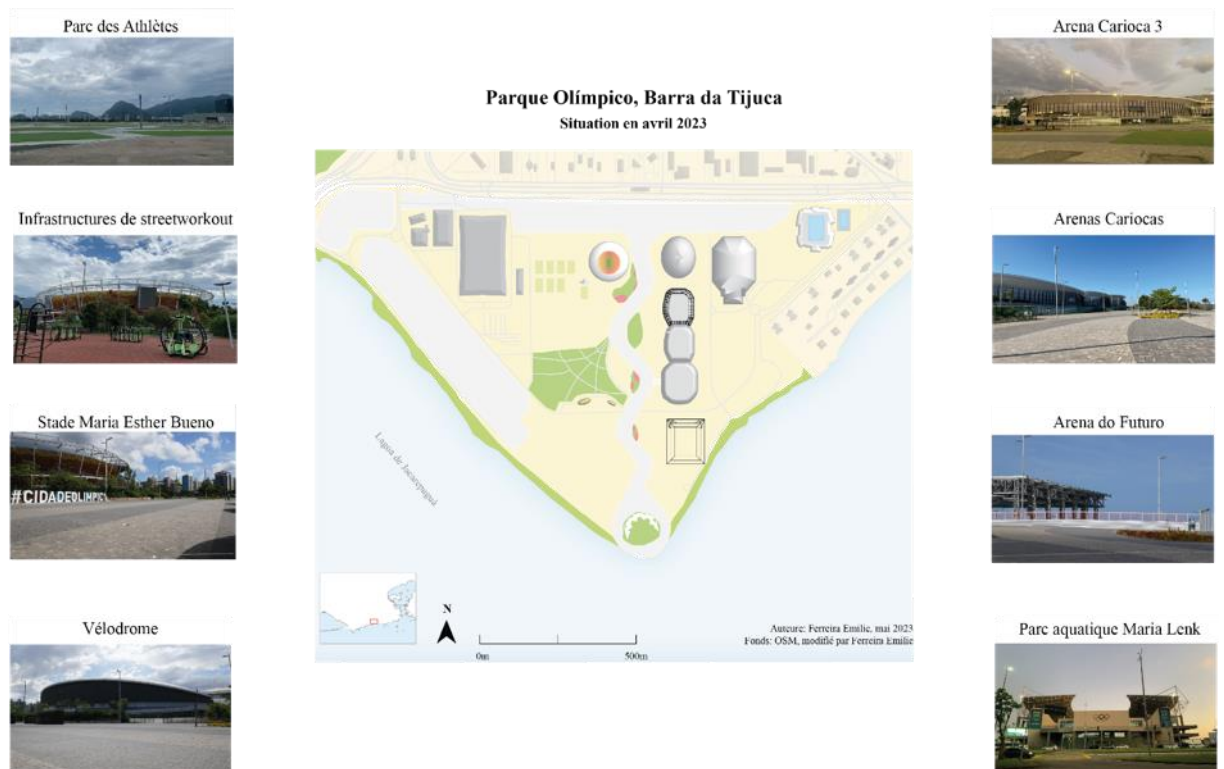 Parc des Athlètes
Infrastructures de streetworkout
Stade Maria Esther Bueno
#CIDADEOLIMPIC
Vélodrome
Parque Olímpico, Barra da Tijuca
Situation en avril 2023
Lagoa de Jacarepaguá
N
0m
500m
Auteure: Ferreira Emilie, mai 2023
Fonds: OSM, modifié par Ferreira Emilie
Arena Carioca 3
Arenas Cariocas
Arena do Futuro
Parc aquatique Maria Lenk